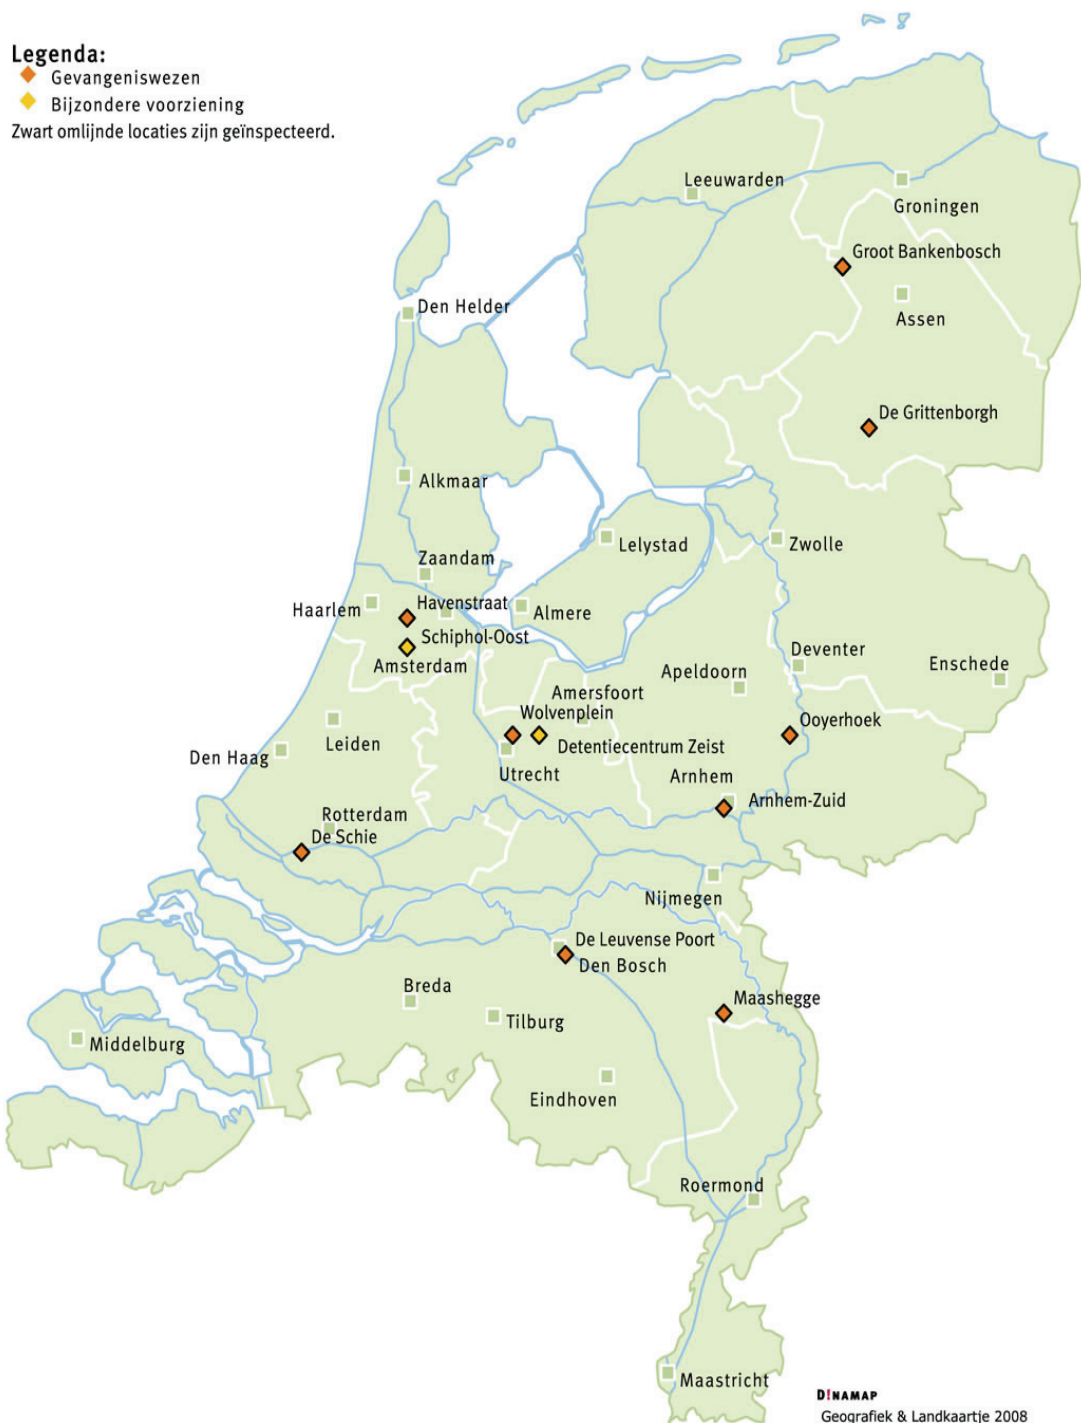 Legenda:
Gevangeniswezen
Bijzondere voorziening
Zwart omlijnde locaties zijn geïnspecteerd.
Leeuwarden
Groningen
Groot Bankenbosch
Den Helder
Assen
De Grittenborgh
Alkmaar
Lelystad
Zwolle
Zaandam
Haarlem
Havenstraat
Almere
Schiphol-Oost
Amsterdam
Deventer
Enschede
Apeldoorn
Amersfoort
Wolvenplein
Ooyerhoek
Leiden
Den Haag
Detentiecentrum Zeist
Utrecht
Arnhem
Arnhem-Zuid
Rotterdam
De Schie
Nijmegen
De Leuvense Poort
Den Bosch
Breda
Maashegge
Tilburg
Middelburg
Eindhoven
Roermond
Maastricht
D!NAMAP
Geografiek & Landkaartje 2008